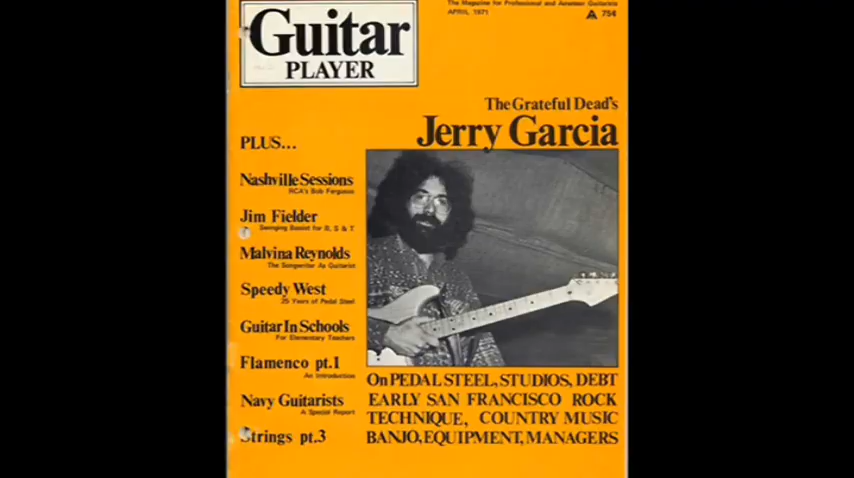 Guitar
PLAYER
The Magazine for Professional and Amateur Guitarists
APRIL 1971
75¢
The Grateful Dead's
Jerry Garcia
PLUS...
Nashville Sessions
RCA's Bob Ferguson
Jim Fielder
Swinging Bassist for B, S & T
Malvina Reynolds
The Songwriter As Guitarist
Speedy West
25 Years of Pedal Steel
Guitar In Schools
For Elementary Teachers
Flamenco pt.1
An Introduction
Navy Guitarists
A Special Report
Strings pt.3
On PEDAL STEEL, STUDIOS, DEBT
EARLY SAN FRANCISCO ROCK
TECHNIQUE, COUNTRY MUSIC
BANJO, EQUIPMENT, MANAGERS